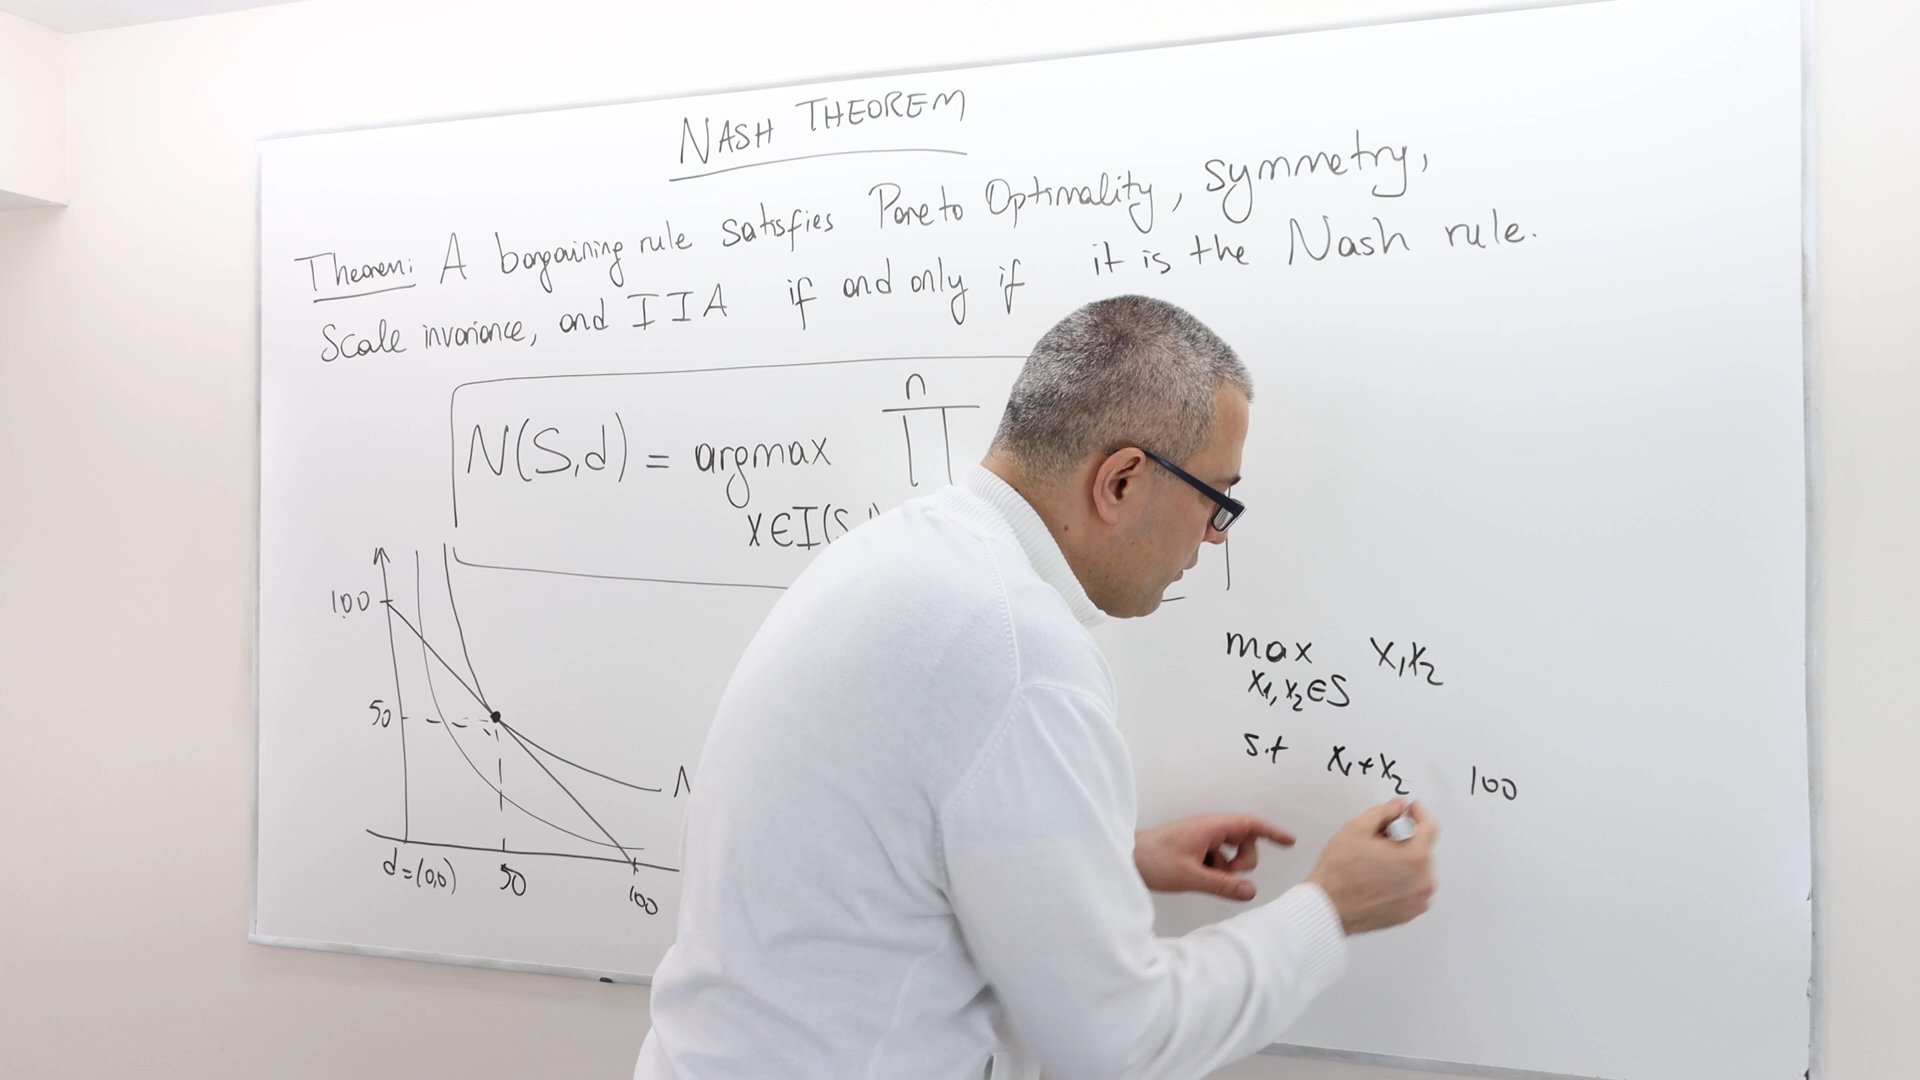 NASH THEOREM
Theorem: A bargaining rule satisfies Pareto Optimality, symmetry,
Scale invariance, and IIA if and only if it is the Nash rule.
n
N(S,d) = argmax ∏
x∈I(S,d)
100
50
d=(0,0) 50 100
N
max x₁x₂
x₁,x₂∈S
s.t x₁+x₂ 100